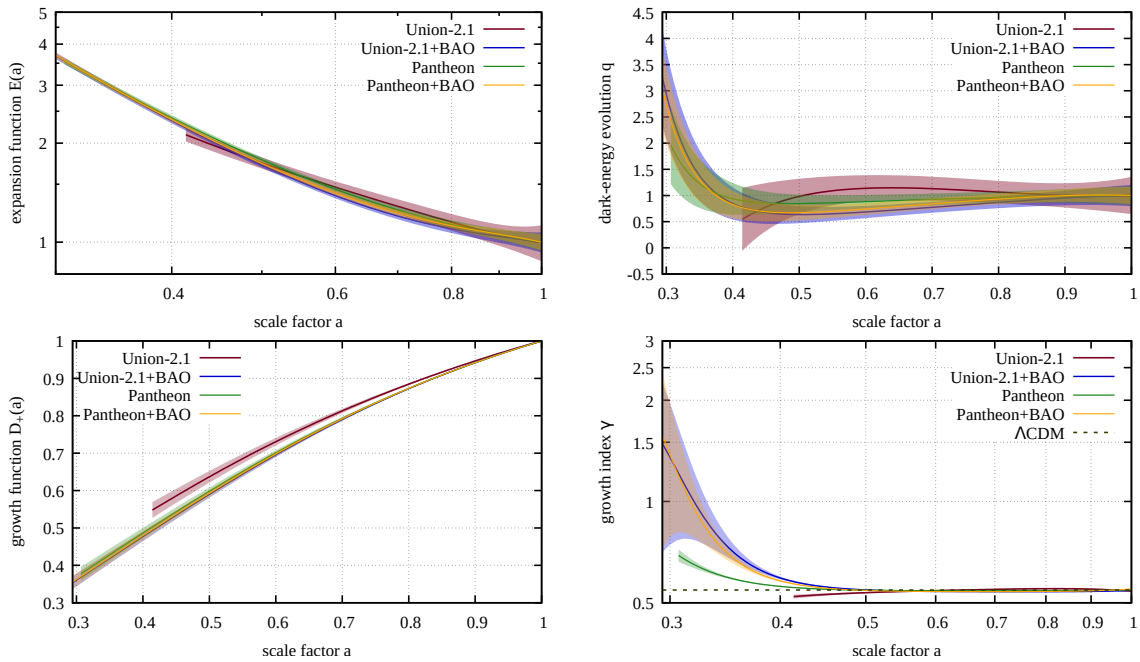 expansion function E(a)
5
4
3
2
1
Union-2.1
Union-2.1+BAO
Pantheon
Pantheon+BAO
0.4
0.6
0.8
1
scale factor a
dark-energy evolution q
4.5
4
3.5
3
2.5
2
1.5
1
0.5
0
-0.5
Union-2.1
Union-2.1+BAO
Pantheon
Pantheon+BAO
0.3
0.4
0.5
0.6
0.7
0.8
0.9
1
scale factor a
growth function D₊(a)
1
0.9
0.8
0.7
0.6
0.5
0.4
0.3
Union-2.1
Union-2.1+BAO
Pantheon
Pantheon+BAO
0.3
0.4
0.5
0.6
0.7
0.8
0.9
1
scale factor a
growth index γ
3
2.5
2
1.5
1
0.5
Union-2.1
Union-2.1+BAO
Pantheon
Pantheon+BAO
ΛCDM
0.3
0.4
0.5
0.6
0.7
0.8
0.9
1
scale factor a